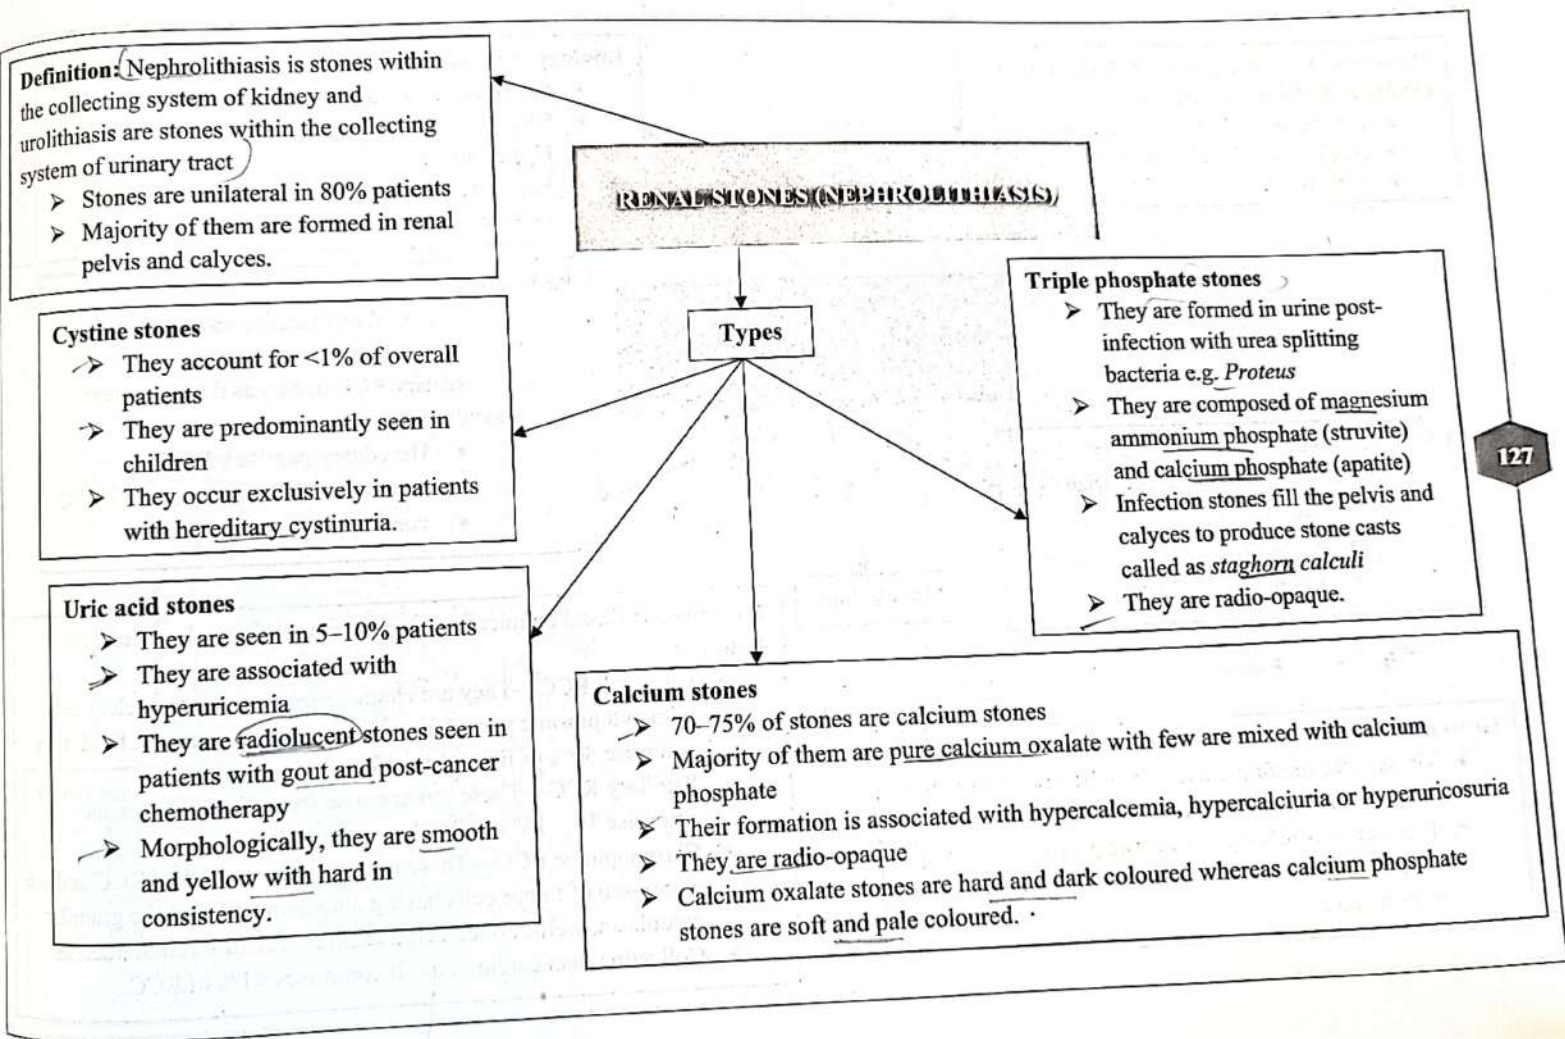 Definition: Nephrolithiasis is stones within
the collecting system of kidney and
urolithiasis are stones within the collecting
system of urinary tract
➤ Stones are unilateral in 80% patients
➤ Majority of them are formed in renal
pelvis and calyces.
RENAL STONES (NEPHROLITHIASIS)
Types
Cystine stones
➤ They account for <1% of overall
patients
➤ They are predominantly seen in
children
➤ They occur exclusively in patients
with hereditary cystinuria.
Triple phosphate stones
➤ They are formed in urine post-
infection with urea splitting
bacteria e.g. Proteus
➤ They are composed of magnesium
ammonium phosphate (struvite)
and calcium phosphate (apatite)
➤ Infection stones fill the pelvis and
calyces to produce stone casts
called as staghorn calculi
➤ They are radio-opaque.
127
Uric acid stones
➤ They are seen in 5–10% patients
➤ They are associated with
hyperuricemia
➤ They are radiolucent stones seen in
patients with gout and post-cancer
chemotherapy
➤ Morphologically, they are smooth
and yellow with hard in
consistency.
Calcium stones
➤ 70–75% of stones are calcium stones
➤ Majority of them are pure calcium oxalate with few are mixed with calcium
phosphate
➤ Their formation is associated with hypercalcemia, hypercalciuria or hyperuricosuria
➤ They are radio-opaque
➤ Calcium oxalate stones are hard and dark coloured whereas calcium phosphate
stones are soft and pale coloured.